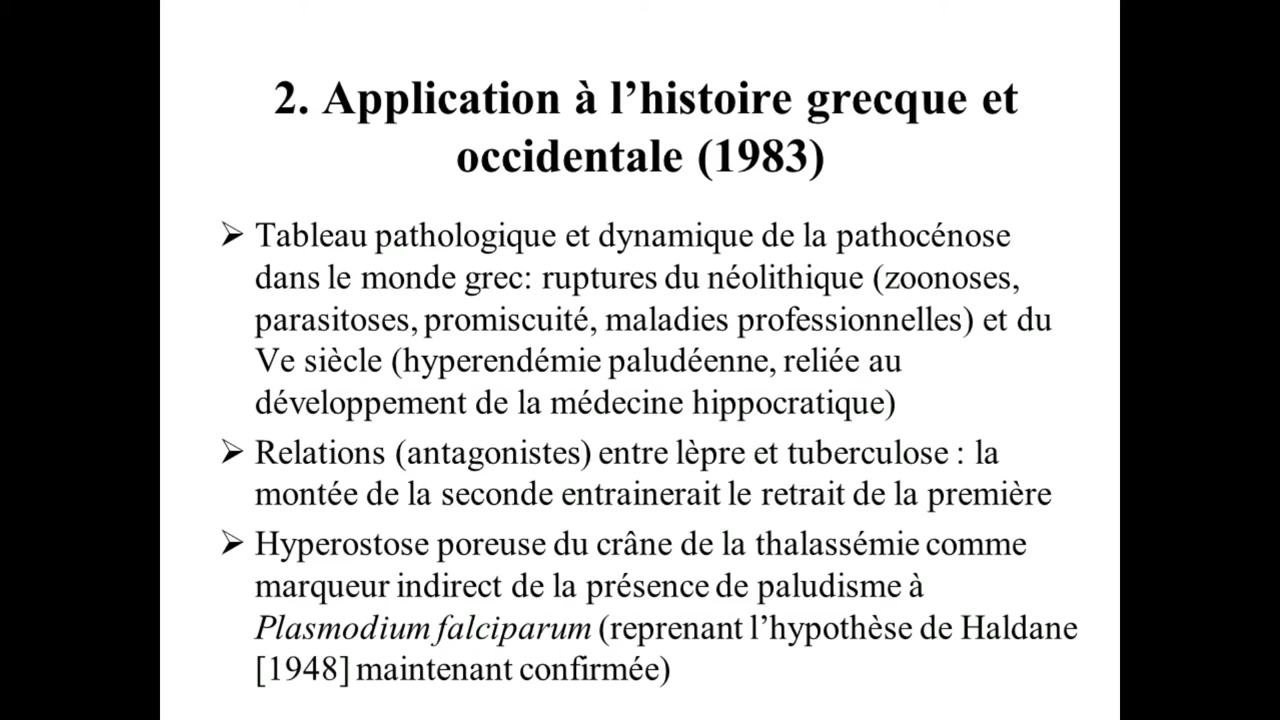 2. Application à l’histoire grecque et
occidentale (1983)
➢ Tableau pathologique et dynamique de la pathocénose
dans le monde grec: ruptures du néolithique (zoonoses,
parasitoses, promiscuité, maladies professionnelles) et du
Ve siècle (hyperendémie paludéenne, reliée au
développement de la médecine hippocratique)
➢ Relations (antagonistes) entre lèpre et tuberculose : la
montée de la seconde entrainerait le retrait de la première
➢ Hyperostose poreuse du crâne de la thalassémie comme
marqueur indirect de la présence de paludisme à
Plasmodium falciparum (reprenant l’hypothèse de Haldane
[1948] maintenant confirmée)